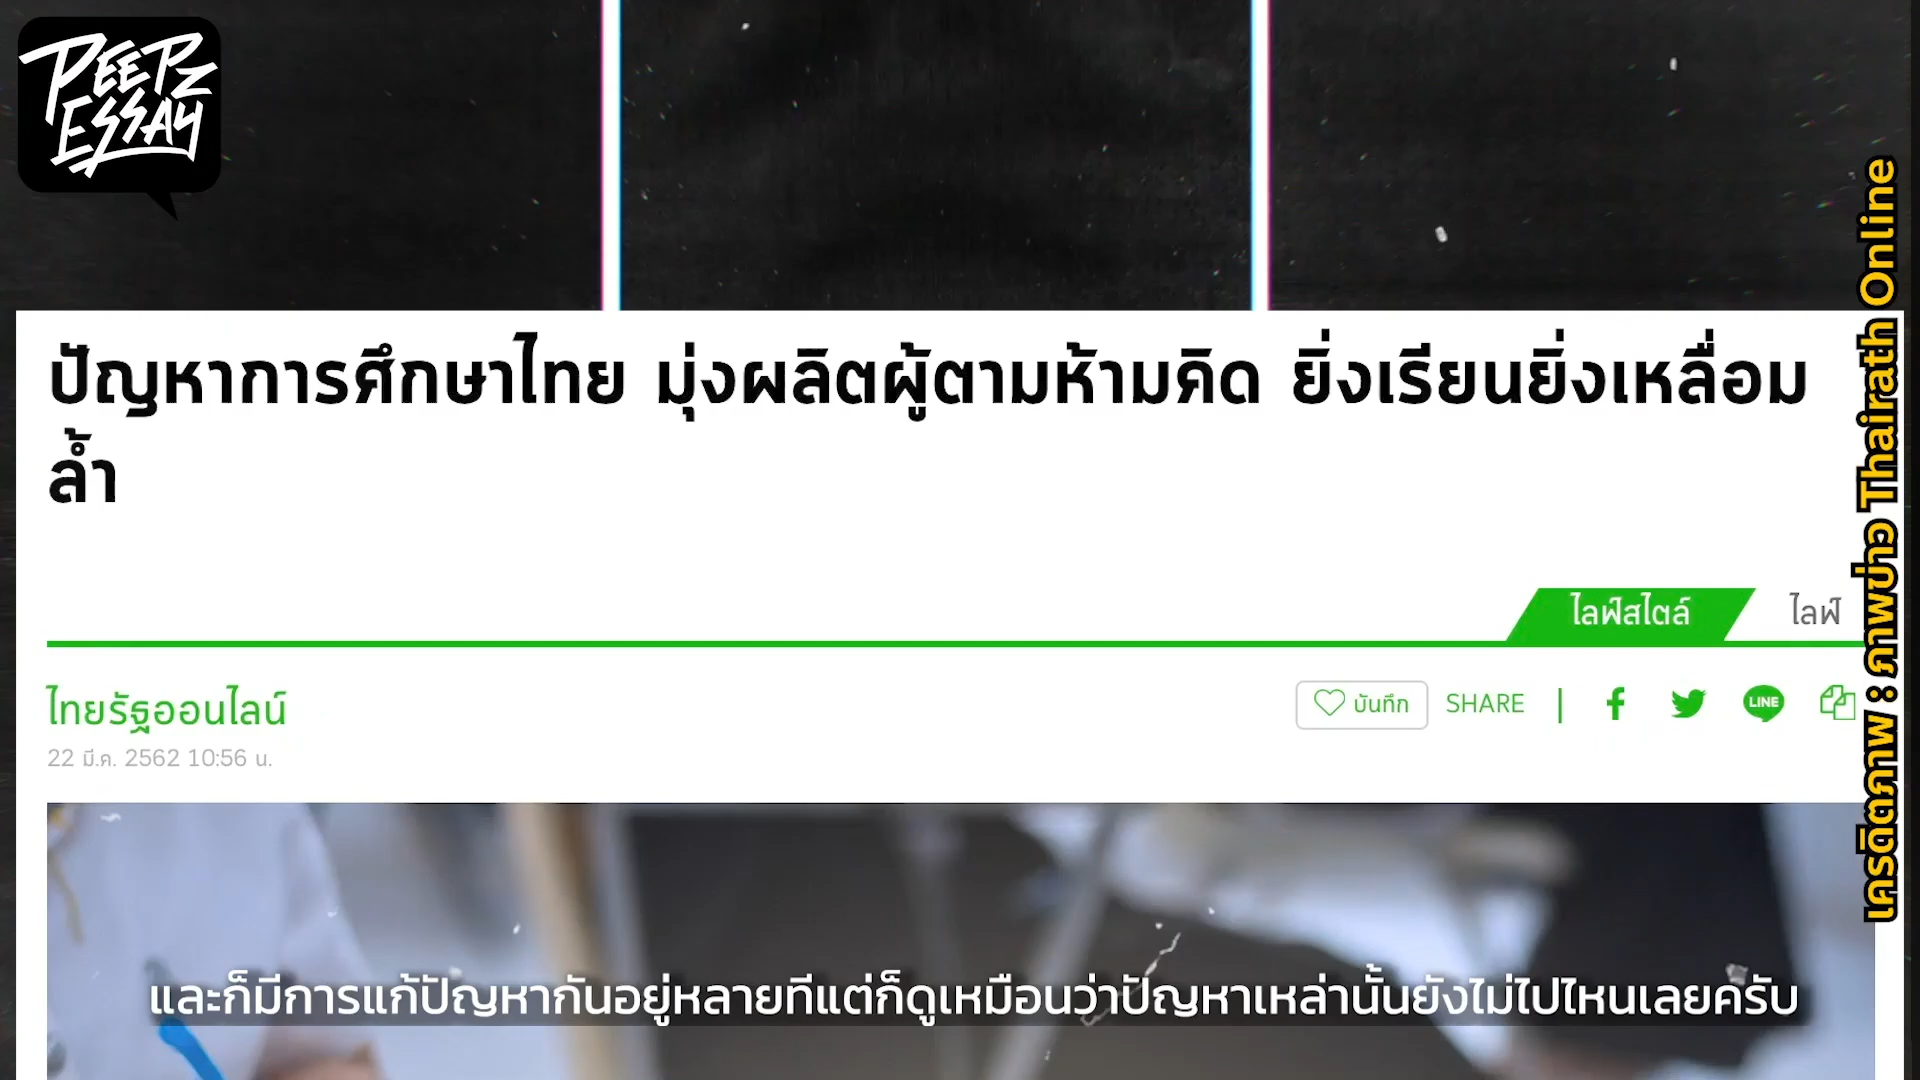 PEEPZ
ESSAY
ปัญหาการศึกษาไทย มุ่งผลิตผู้ตามห้ามคิด ยิ่งเรียนยิ่งเหลื่อม
ล้ำ
ไลฟ์สไตล์
ไลฟ์
ไทยรัฐออนไลน์
บันทึก
SHARE
LINE
22 มี.ค. 2562 10:56 น.
และก็มีการแก้ปัญหากันอยู่หลายทีแต่ก็ดูเหมือนว่าปัญหาเหล่านั้นยังไม่ไปไหนเลยครับ
เครดิตภาพ : ภาพข่าว Thairath Online